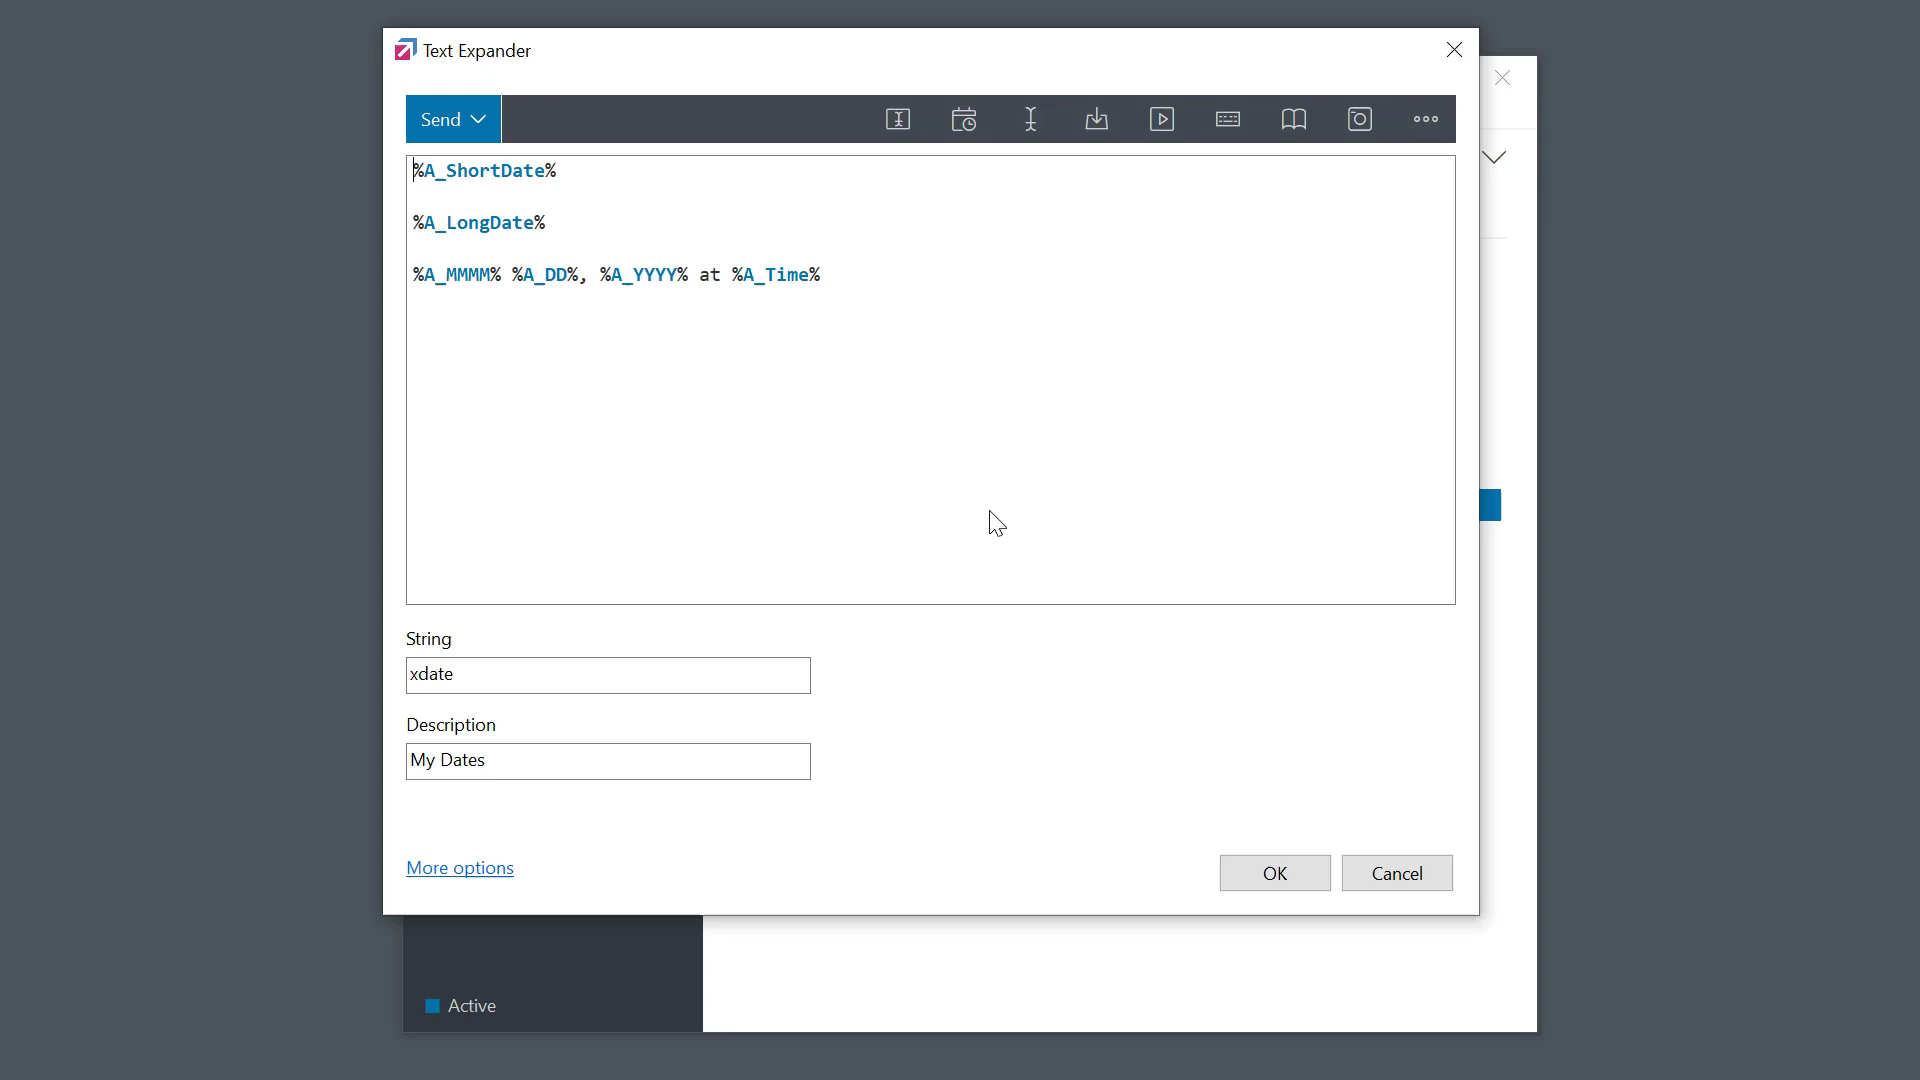 Text Expander
Send
%A_ShortDate%
%A_LongDate%
%A_MMMM% %A_DD%, %A_YYYY% at %A_Time%
String
xdate
Description
My Dates
More options
OK
Cancel
Active